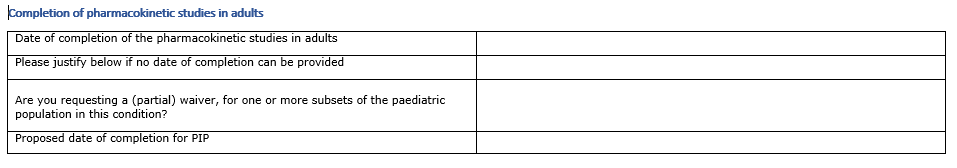 Completion of pharmacokinetic studies in adults
Date of completion of the pharmacokinetic studies in adults
Please justify below if no date of completion can be provided
Are you requesting a (partial) waiver, for one or more subsets of the paediatric
population in this condition?
Proposed date of completion for PIP